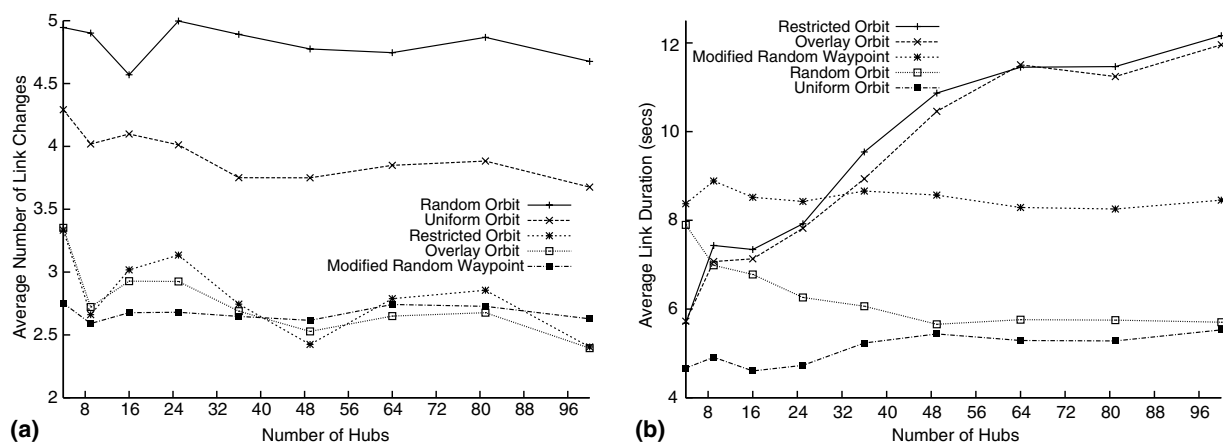 5
4.5
4
3.5
3
2.5
2
Average Number of Link Changes
Random Orbit
Uniform Orbit
Restricted Orbit
Overlay Orbit
Modified Random Waypoint
8 16 24 32 40 48 56 64 72 80 88 96
Number of Hubs
(a)
12
10
8
6
4
Average Link Duration (secs)
Restricted Orbit
Overlay Orbit
Modified Random Waypoint
Random Orbit
Uniform Orbit
8 16 24 32 40 48 56 64 72 80 88 96
Number of Hubs
(b)